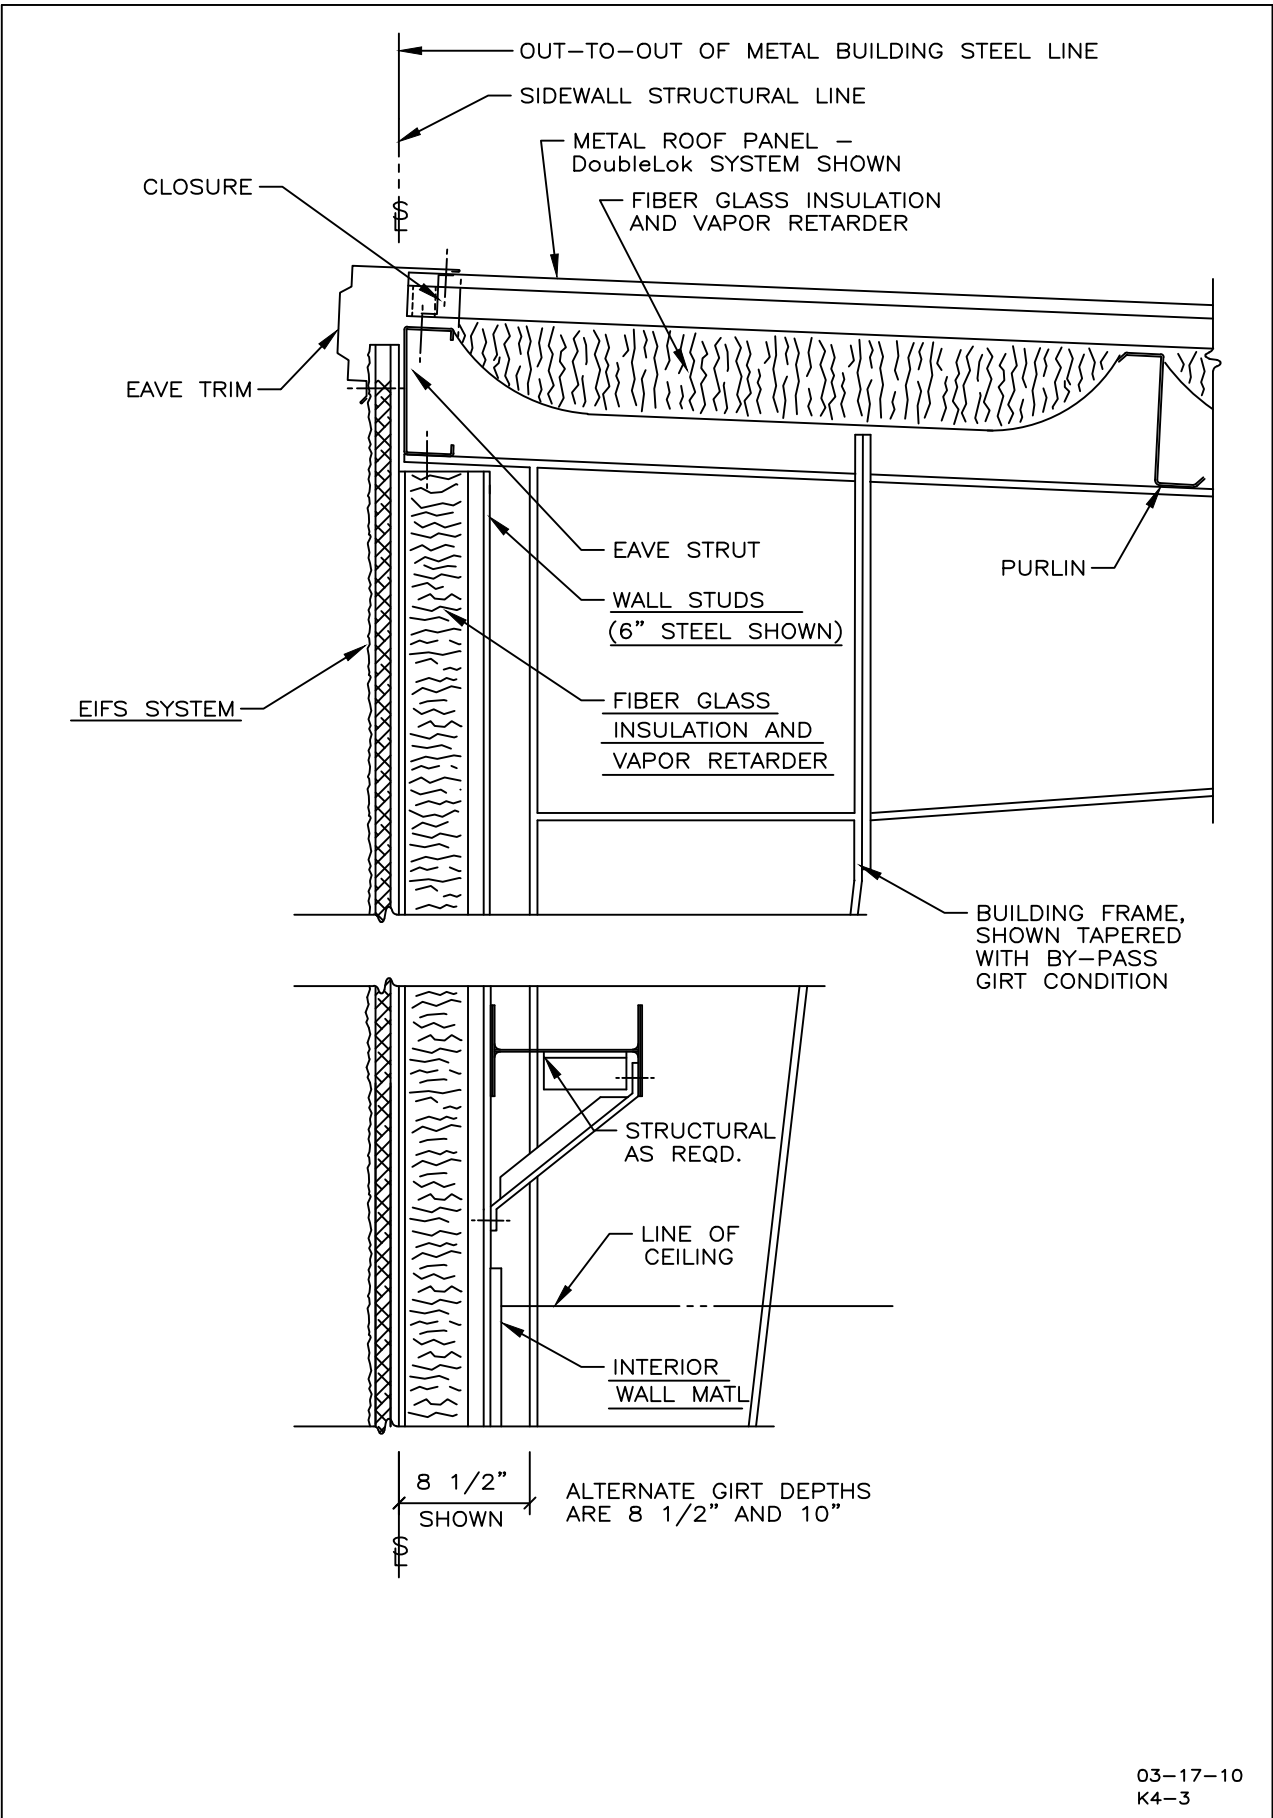 OUT-TO-OUT OF METAL BUILDING STEEL LINE
SIDEWALL STRUCTURAL LINE
METAL ROOF PANEL -
DoubleLok SYSTEM SHOWN
CLOSURE
FIBER GLASS INSULATION
AND VAPOR RETARDER
SL
EAVE TRIM
EAVE STRUT
PURLIN
WALL STUDS
(6" STEEL SHOWN)
EIFS SYSTEM
FIBER GLASS
INSULATION AND
VAPOR RETARDER
BUILDING FRAME,
SHOWN TAPERED
WITH BY-PASS
GIRT CONDITION
STRUCTURAL
AS REQD.
LINE OF
CEILING
INTERIOR
WALL MATL
8 1/2"
SHOWN
ALTERNATE GIRT DEPTHS
ARE 8 1/2" AND 10"
SL
03-17-10
K4-3